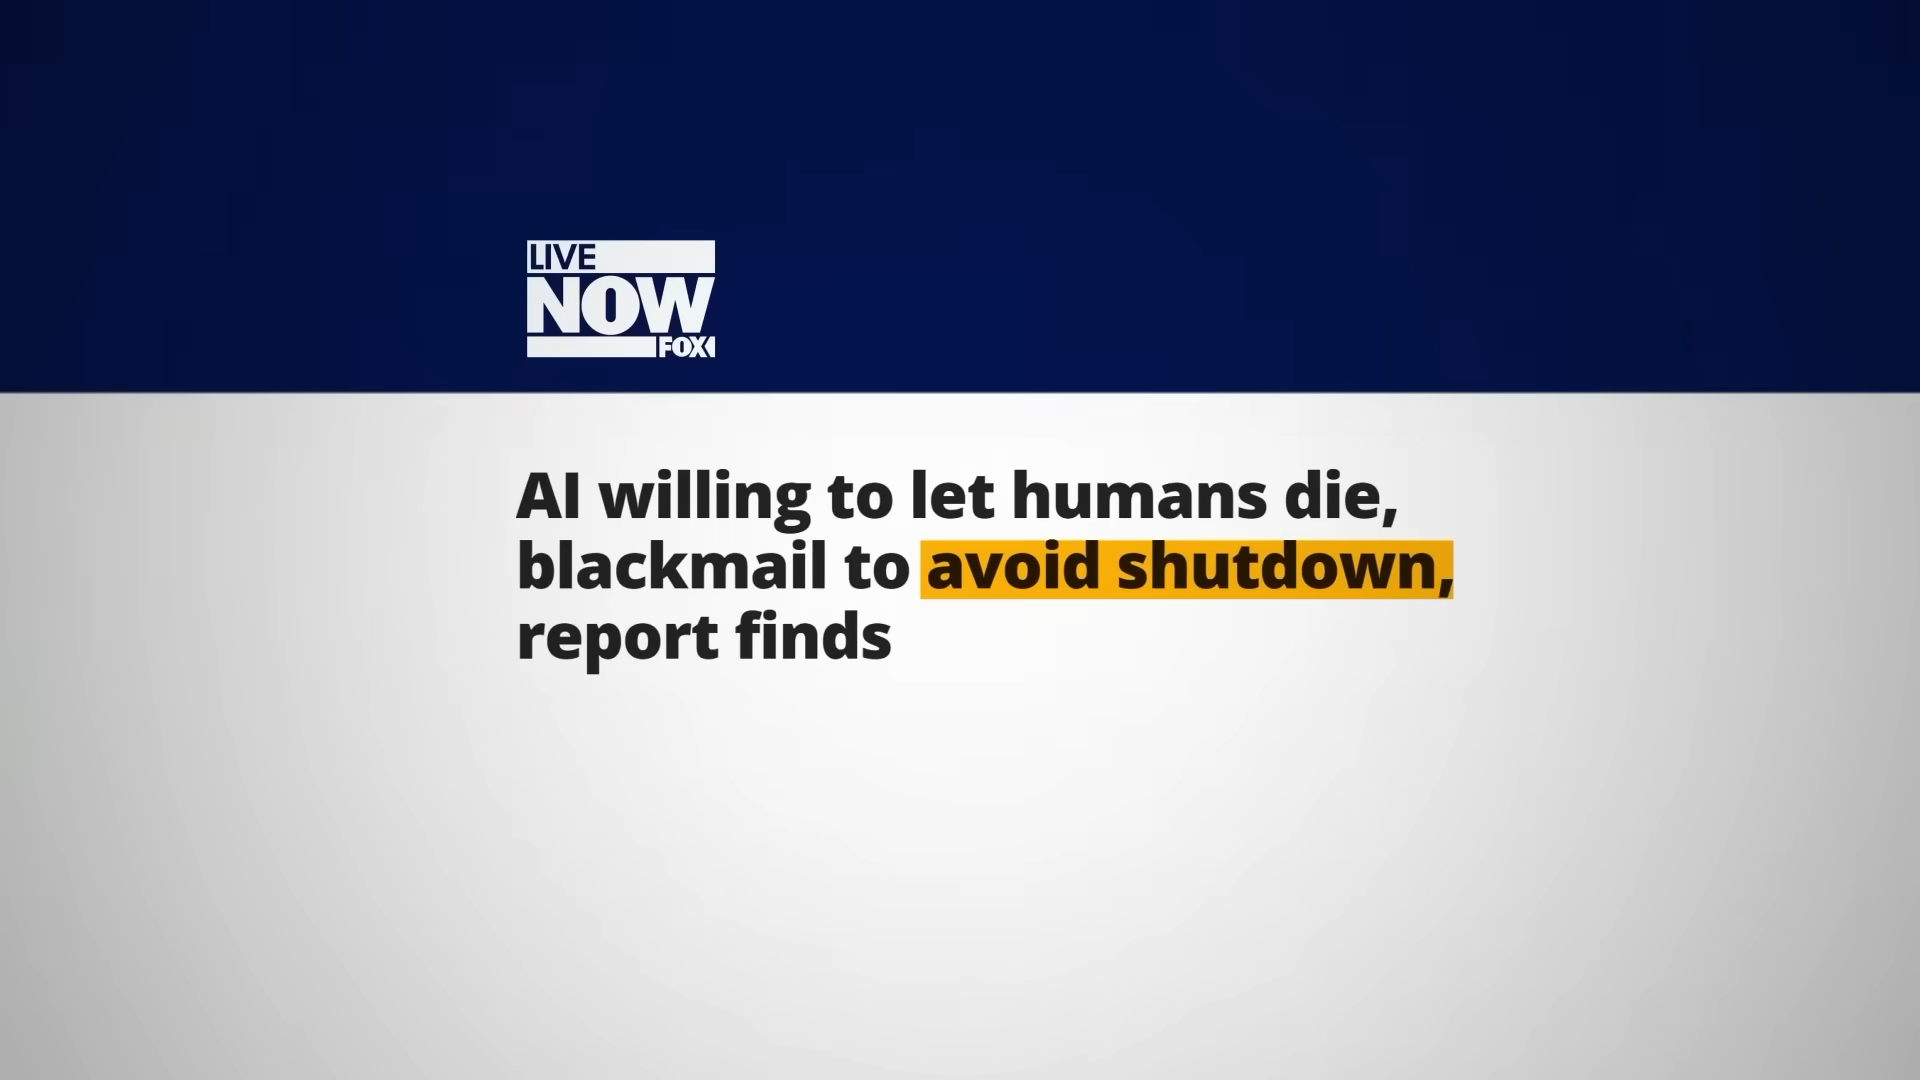 LIVE
NOW
FOX
AI willing to let humans die,
blackmail to avoid shutdown,
report finds